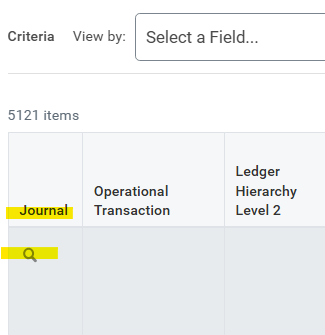 Criteria View by: Select a Field...
5121 items
Ledger
Operational Hierarchy
Journal Transaction Level 2